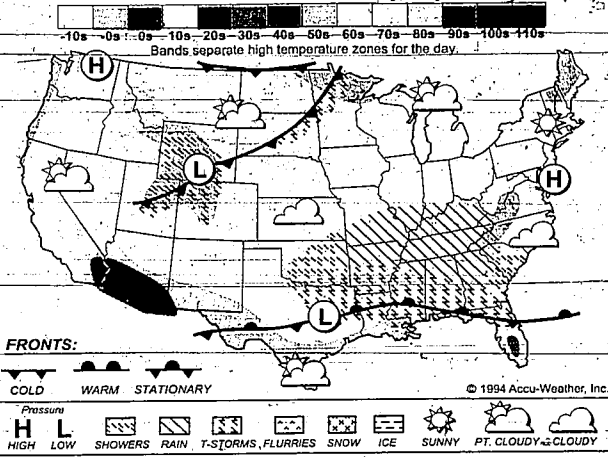 -10s -0s 0s 10s 20s 30s 40s 50s 60s 70s 80s 90s 100s 110s
Bands separate high temperature zones for the day.
H
L
H
L
FRONTS:
COLD WARM STATIONARY
© 1994 Accu-Weather, Inc.
Pressure
H L
HIGH LOW SHOWERS RAIN T-STORMS FLURRIES SNOW ICE SUNNY PT. CLOUDY CLOUDY